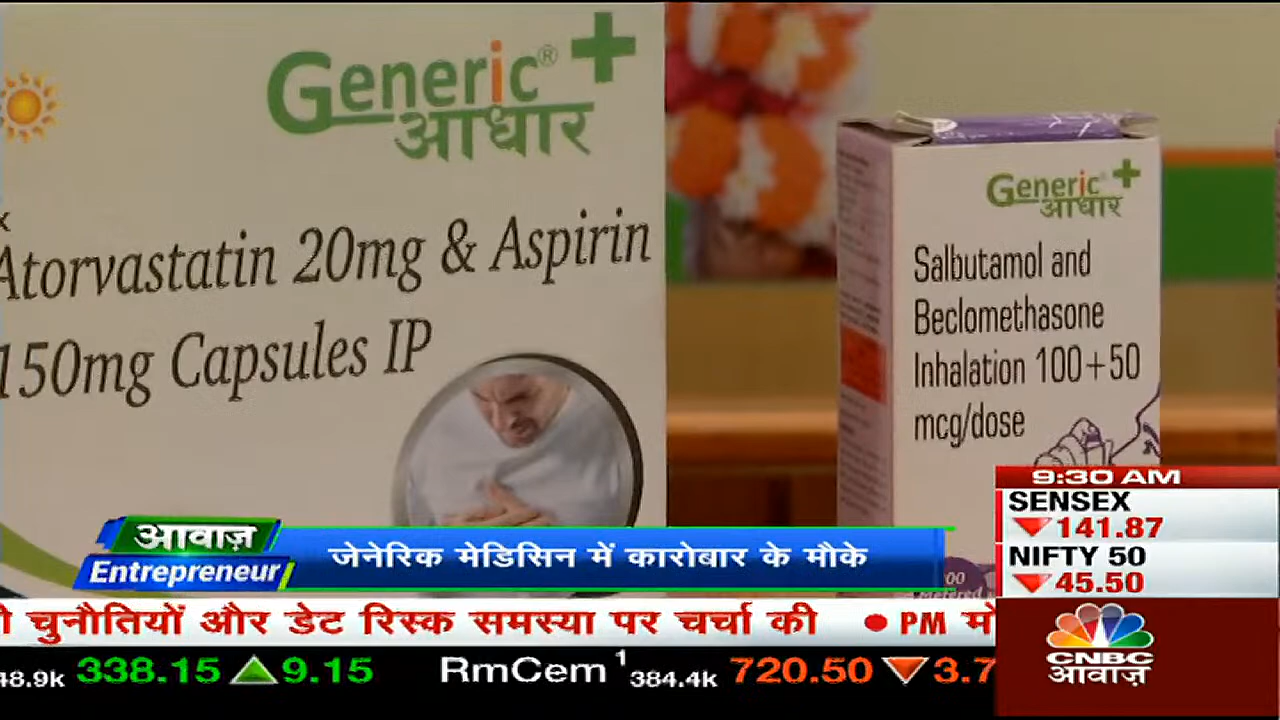 Generic®+
आधार
x
Atorvastatin 20mg & Aspirin
150mg Capsules IP
Generic+
आधार
Salbutamol and
Beclomethasone
Inhalation 100+50
mcg/dose
9:30 AM
SENSEX
▼141.87
NIFTY 50
▼45.50
CNBC
आवाज़
आवाज़
Entrepreneur
जेनेरिक मेडिसिन में कारोबार के मौके
चुनौतियों और डेट रिस्क समस्या पर चर्चा की ● PM
48.9k 338.15 ▲9.15 RmCem¹ 384.4k 720.50 ▼3.7